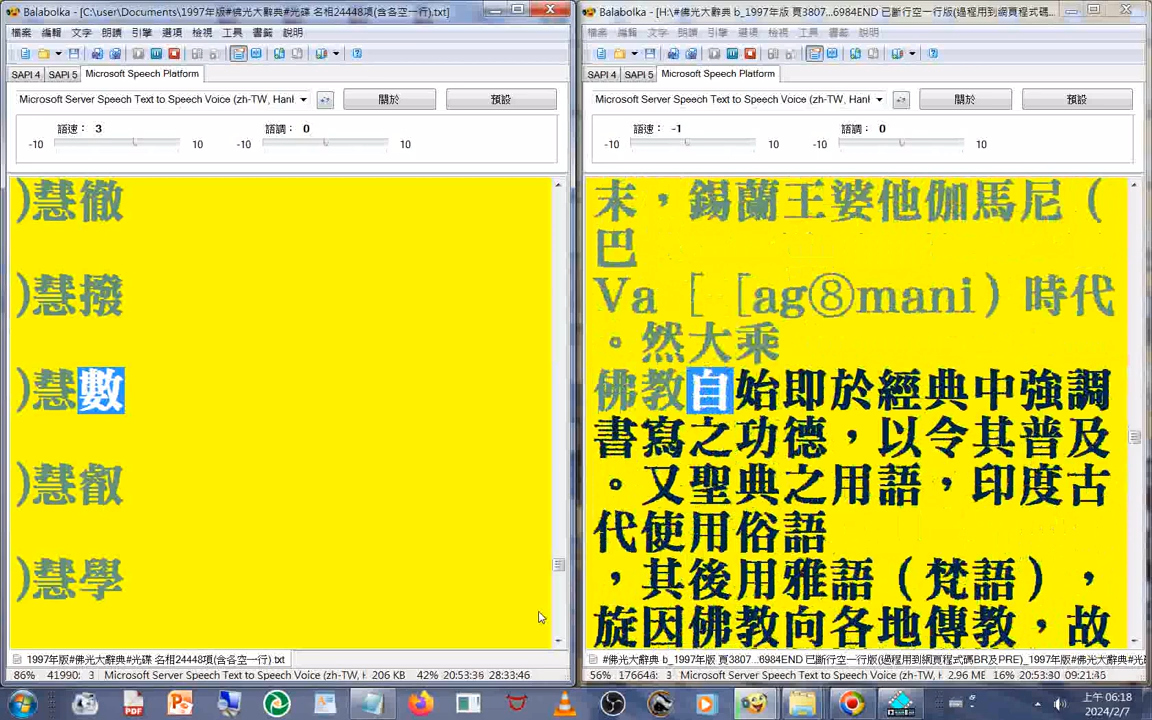 Balabolka - [C:\user\Documents\1997年版#佛光大辭典#光碟 名相24448項(含各空一行).txt]
檔案 編輯 文字 朗讀 引擎 選項 檢視 工具 書籤 說明
SAPI 4 SAPI 5 Microsoft Speech Platform
Microsoft Server Speech Text to Speech Voice (zh-TW, Hanl
關於
預設
語速： 3
語調： 0
-10 10 -10 10
)慧徹
)慧撥
)慧數
)慧叡
)慧學
1997年版#佛光大辭典#光碟 名相24448項(含各空一行).txt
86% 42091: 3 Microsoft Server Speech Text to Speech Voice (zh-TW, H 206 KB 42% 20:53:36 28:33:46
Balabolka - [H:\#佛光大辭典 b_1997年版 頁3807...6984END 已斷行空一行版(過程用到網頁程式碼
檔案 編輯 文字 朗讀 引擎 選項 檢視 工具 書籤 說明
SAPI 4 SAPI 5 Microsoft Speech Platform
Microsoft Server Speech Text to Speech Voice (zh-TW, Hanl
關於
預設
語速： -1
語調： 0
-10 10 -10 10
末，錫蘭王婆他伽馬尼（
巴
Va［［ag⑧mani）時代
。然大乘
佛教自始即於經典中強調
書寫之功德，以令其普及
。又聖典之用語，印度古
代使用俗語
，其後用雅語（梵語），
旋因佛教向各地傳教，故
#佛光大辭典 b_1997年版 頁3807...6984END 已斷行空一行版(過程用到網頁程式碼BR及PRE)_1997年版#佛光大辭典#光
56% 176646: 3 Microsoft Server Speech Text to Speech Voice (zh-TW, H 2.96 ME 16% 20:53:30 09:21:46
上午 06:18
2024/2/7